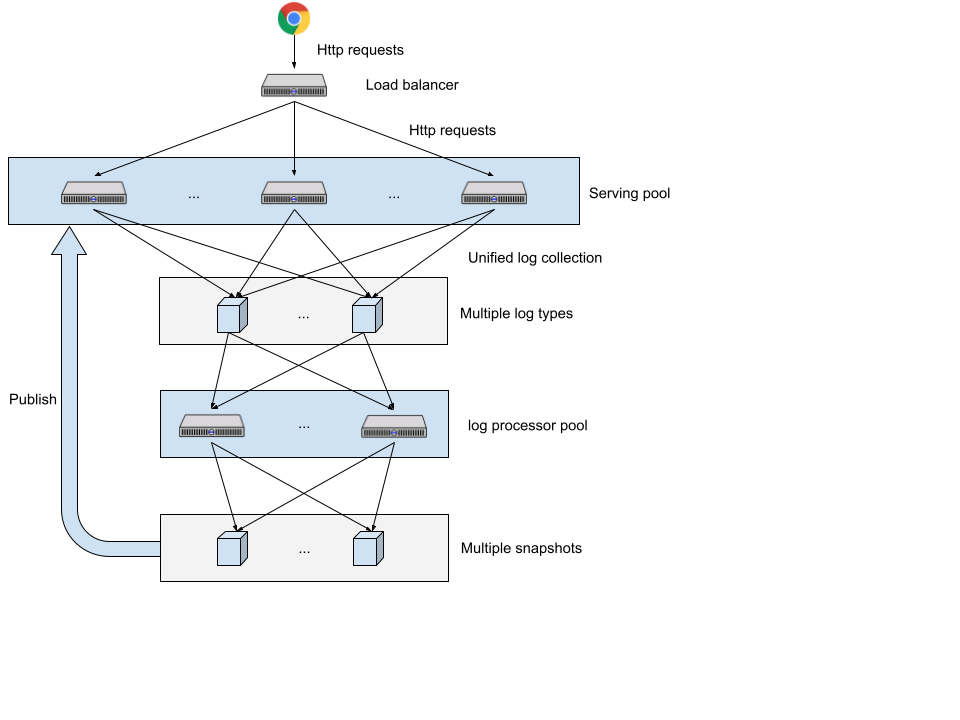 Http requests
Load balancer
Http requests
... ...
Serving pool
Unified log collection
...
Multiple log types
Publish
...
log processor pool
...
Multiple snapshots